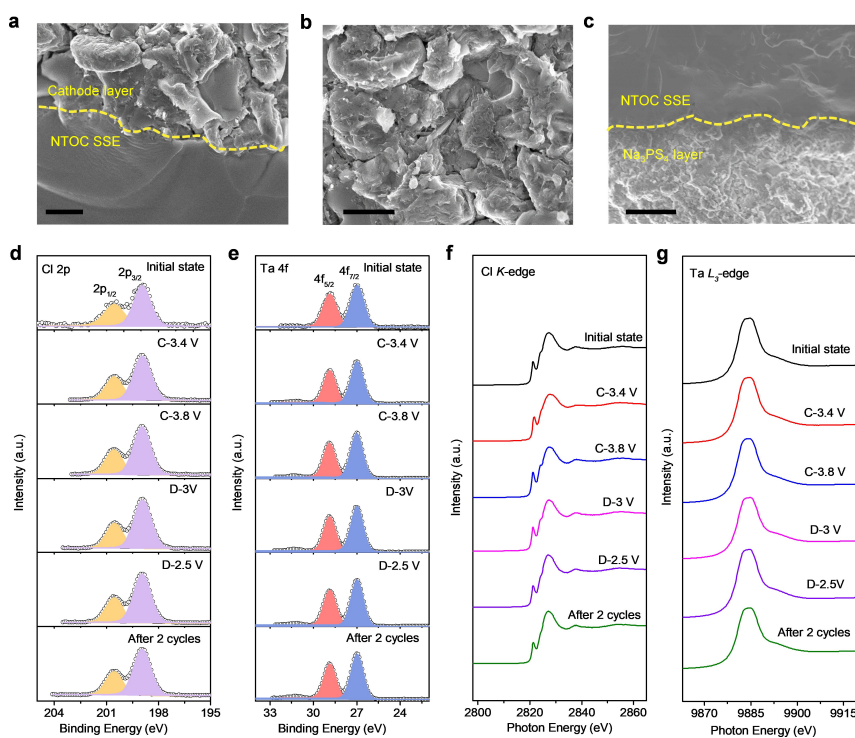 a
Cathode layer
NTOC SSE
b
c
NTOC SSE
Na₃PS₄ layer
d
Cl 2p
2p₃/₂
2p₁/₂
Initial state
C-3.4 V
C-3.8 V
D-3V
D-2.5 V
After 2 cycles
Intensity (a.u.)
204 201 198 195
Binding Energy (eV)
e
Ta 4f
4f₅/₂
4f₇/₂
Initial state
C-3.4 V
C-3.8 V
D-3V
D-2.5 V
After 2 cycles
Intensity (a.u.)
33 30 27 24
Binding Energy (eV)
f
Cl K-edge
Initial state
C-3.4 V
C-3.8 V
D-3 V
D-2.5 V
After 2 cycles
Intensity (a.u.)
2800 2820 2840 2860
Photon Energy (eV)
g
Ta L₃-edge
Initial state
C-3.4 V
C-3.8 V
D-3 V
D-2.5V
After 2 cycles
Intensity (a.u.)
9870 9885 9900 9915
Photon Energy (eV)